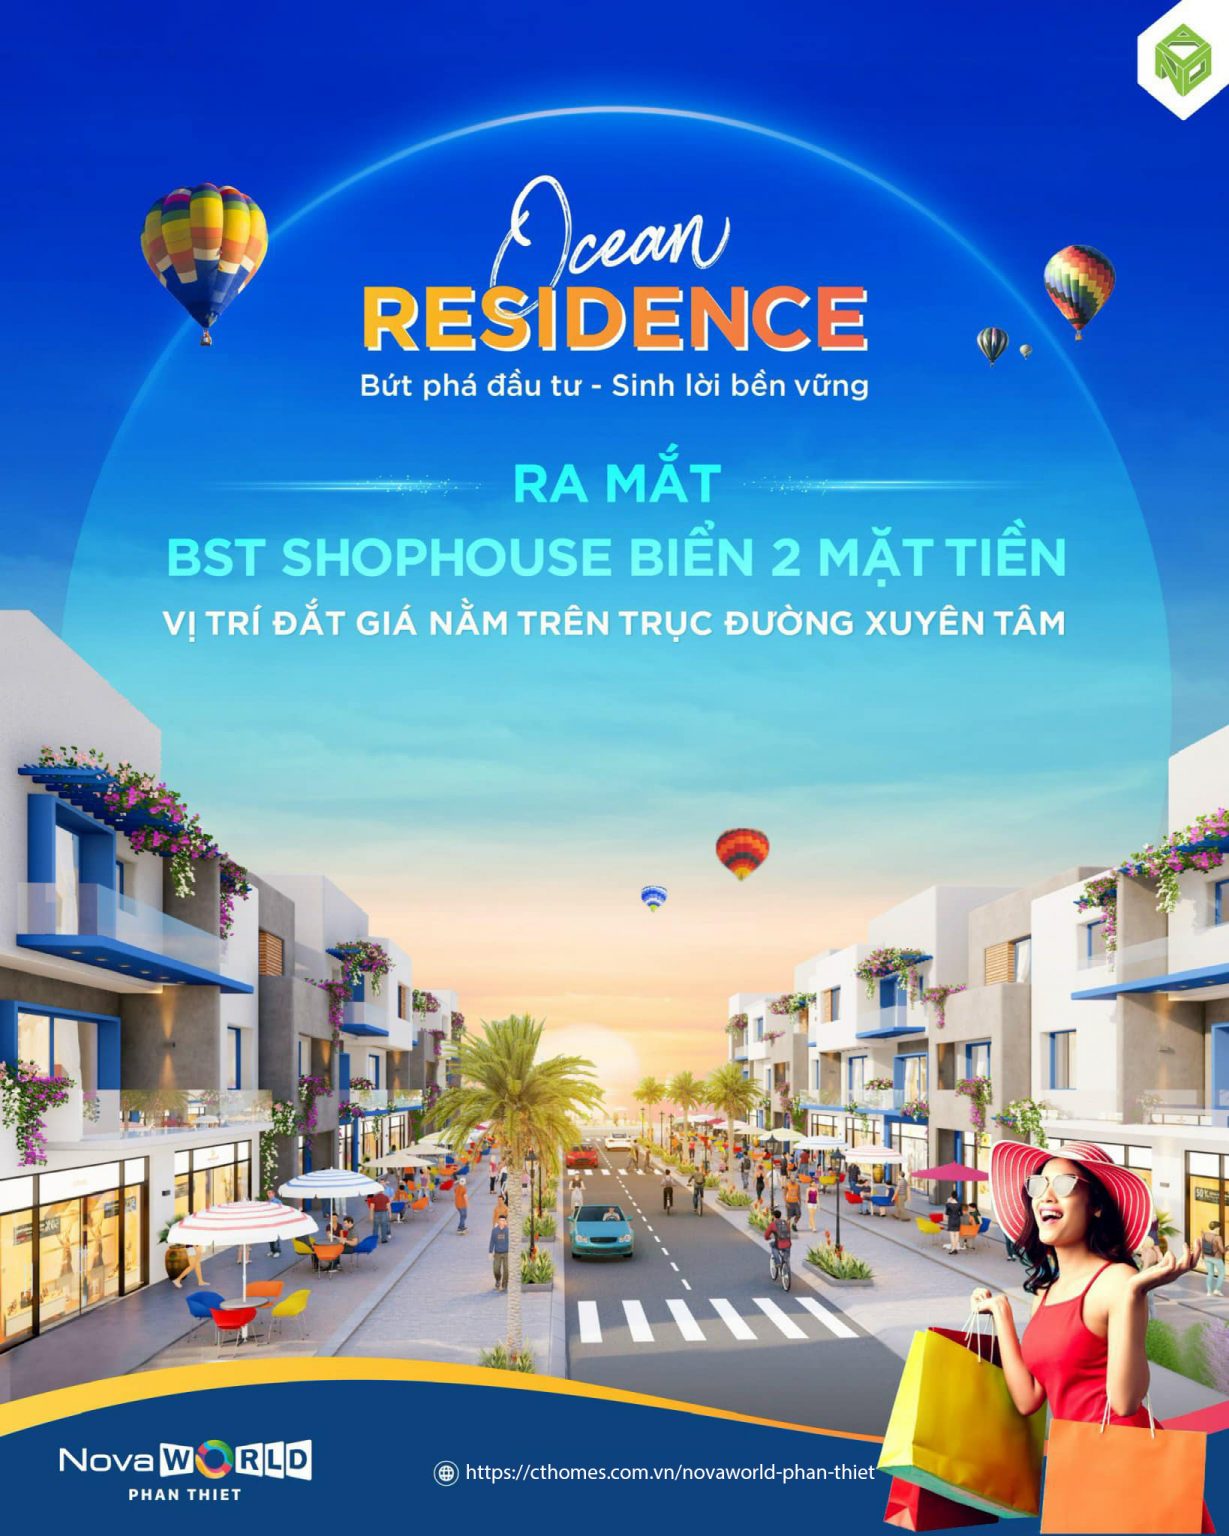 Ocean
RESIDENCE
Bứt phá đầu tư - Sinh lời bền vững
RA MẮT
BST SHOPHOUSE BIỂN 2 MẶT TIỀN
VỊ TRÍ ĐẮT GIÁ NẰM TRÊN TRỤC ĐƯỜNG XUYÊN TÂM
NovaWORLD
PHAN THIET
https://cthomes.com.vn/novaworld-phan-thiet